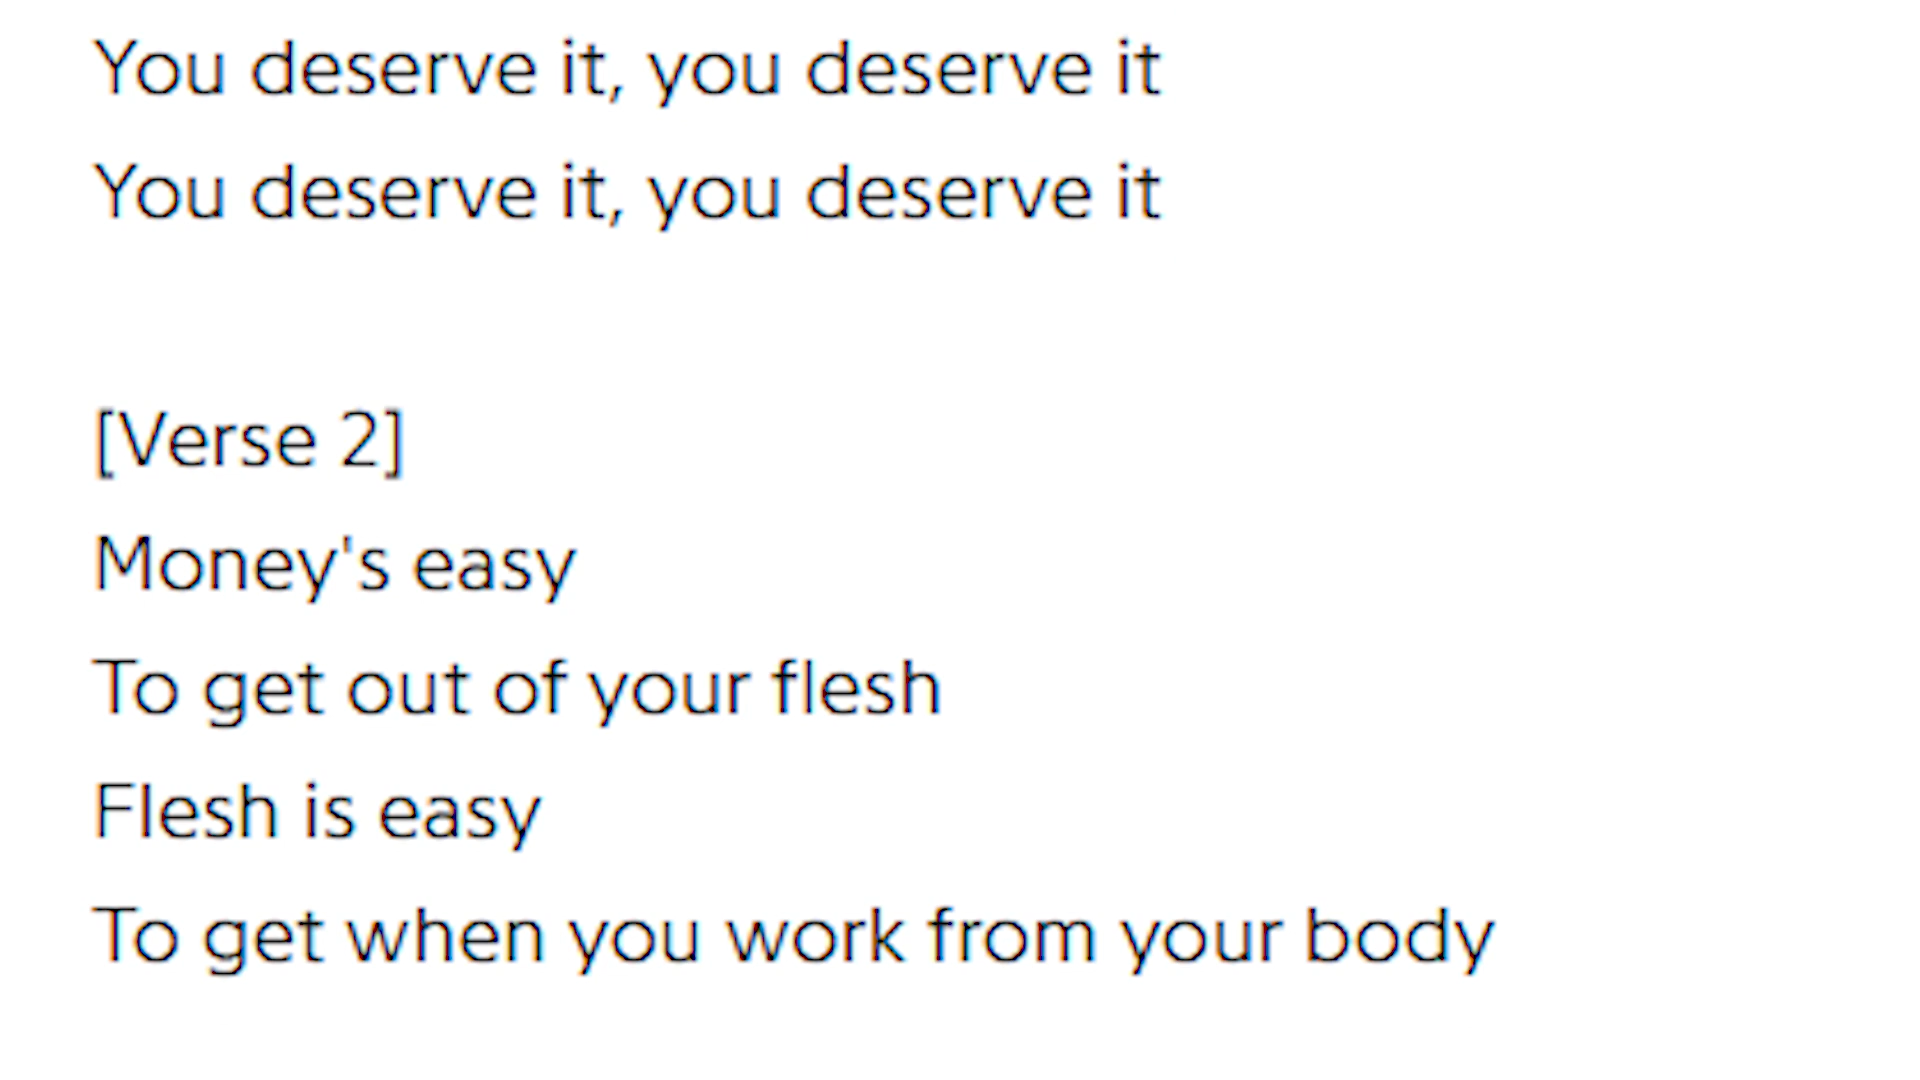 You deserve it, you deserve it
You deserve it, you deserve it
[Verse 2]
Money's easy
To get out of your flesh
Flesh is easy
To get when you work from your body